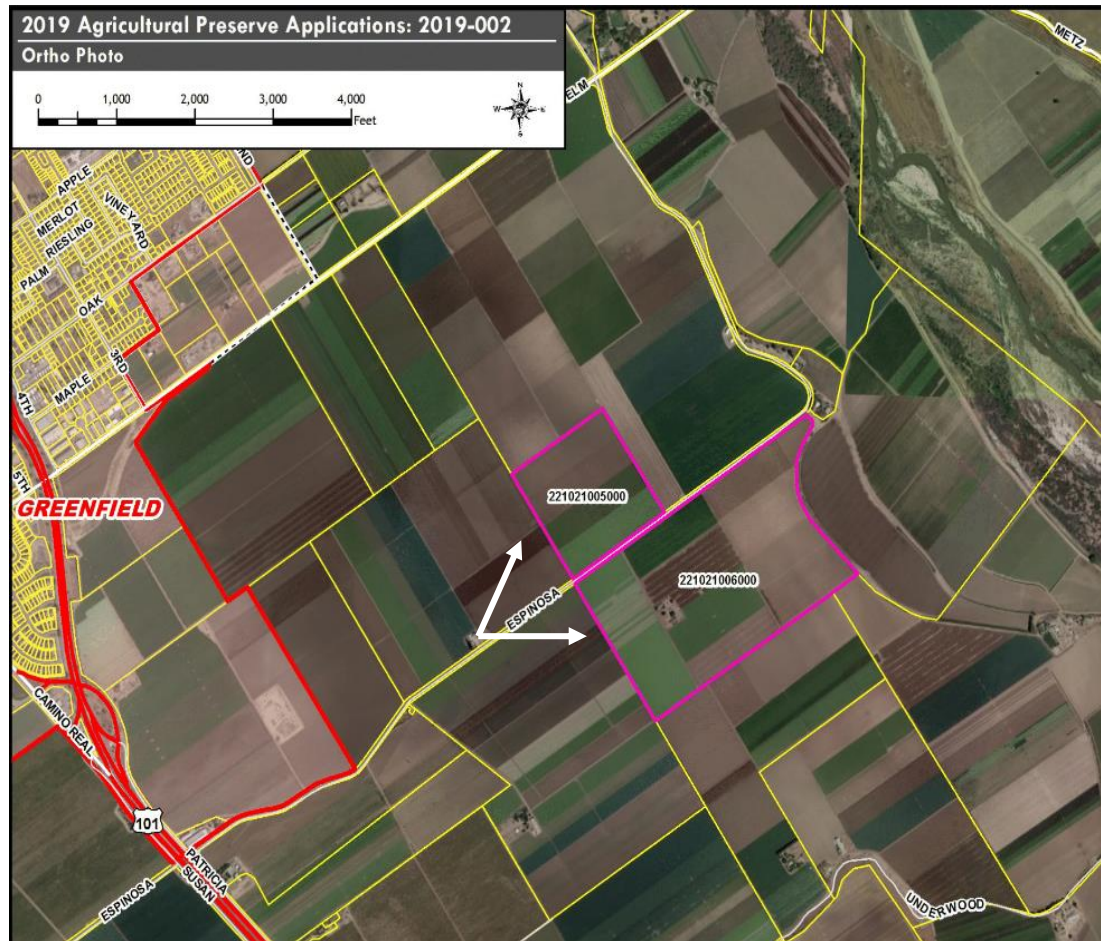 2019 Agricultural Preserve Applications: 2019-002
Ortho Photo
0 1,000 2,000 3,000 4,000
Feet
N
W E
S
METZ
ELM
ND
APPLE
MERLOT
RIESLING
VINEYARD
PALM
OAK
3RD
MAPLE
4TH
5TH
GREENFIELD
221021005000
221021006000
ESPINOSA
CAMINO REAL
101
PATRICIA
SUSAN
ESPINOSA
UNDERWOOD